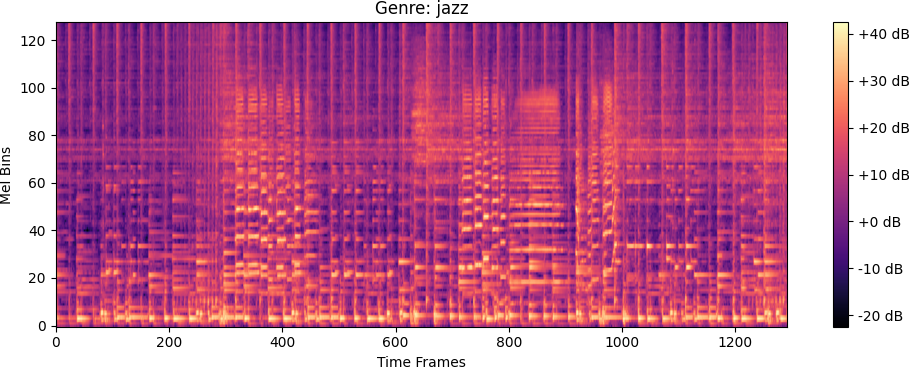 Genre: jazz
120
100
80
60
40
20
0
Mel Bins
0 200 400 600 800 1000 1200
Time Frames
+40 dB
+30 dB
+20 dB
+10 dB
+0 dB
-10 dB
-20 dB